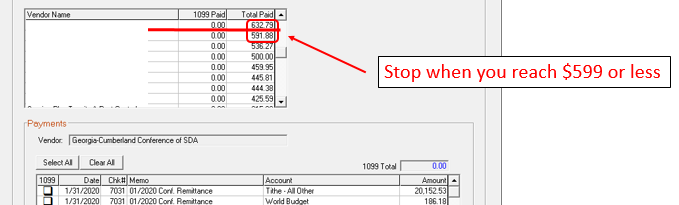 Vendor Name 1099 Paid Total Paid
0.00 632.79
0.00 591.88
0.00 536.27
0.00 500.00
0.00 459.95
0.00 445.81
0.00 444.38
0.00 425.59
Stop when you reach $599 or less
Payments
Vendor: Georgia-Cumberland Conference of SDA
Select All Clear All 1099 Total 0.00
1099 Date Chk# Memo Account Amount
1/31/2020 7031 01/2020 Conf. Remittance Tithe - All Other 20,152.53
1/31/2020 7031 01/2020 Conf. Remittance World Budget 186.18